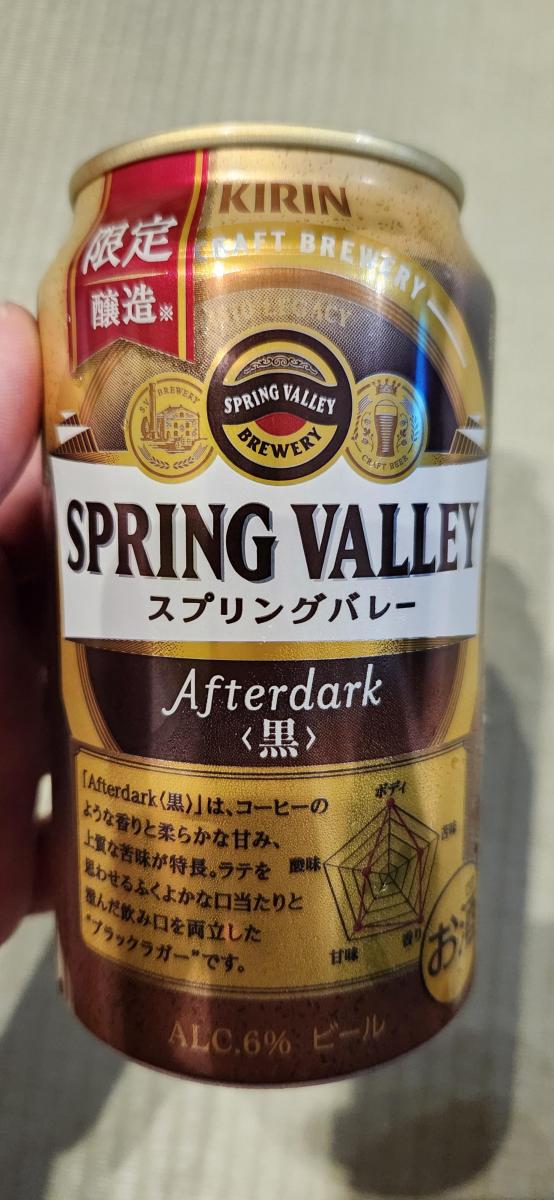 限定
醸造※
KIRIN
CRAFT BREWERY
LEGACY
S.V. BREWERY
SPRING VALLEY
BREWERY
CRAFT BEER
SPRING VALLEY
スプリングバレー
Afterdark
〈黒〉
「Afterdark〈黒〉」は、コーヒーの
ような香りと柔らかな甘み、
上質な苦味が特長。ラテを
思わせるふくよかな口当たりと
澄んだ飲み口を両立した
"ブラックラガー"です。
ボディ
苦味
酸味
甘味
香り
お酒
ALC.6% ビール